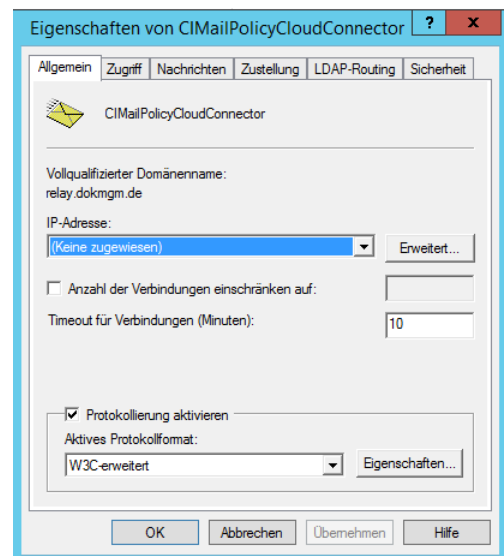 Eigenschaften von CIMailPolicyCloudConnector ? x
Allgemein Zugriff Nachrichten Zustellung LDAP-Routing Sicherheit
CIMailPolicyCloudConnector
Vollqualifizierter Domänenname:
relay.dokmgm.de
IP-Adresse:
(Keine zugewiesen) Erweitert...
Anzahl der Verbindungen einschränken auf:
Timeout für Verbindungen (Minuten): 10
Protokollierung aktivieren
Aktives Protokollformat:
W3C-erweitert Eigenschaften...
OK Abbrechen Übernehmen Hilfe